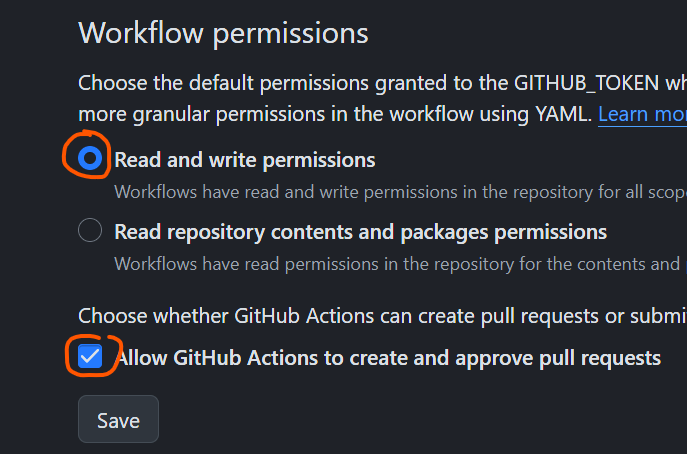 Workflow permissions
Choose the default permissions granted to the GITHUB_TOKEN wh
more granular permissions in the workflow using YAML. Learn mor
Read and write permissions
Workflows have read and write permissions in the repository for all scope
Read repository contents and packages permissions
Workflows have read permissions in the repository for the contents and
Choose whether GitHub Actions can create pull requests or submi
Allow GitHub Actions to create and approve pull requests
Save